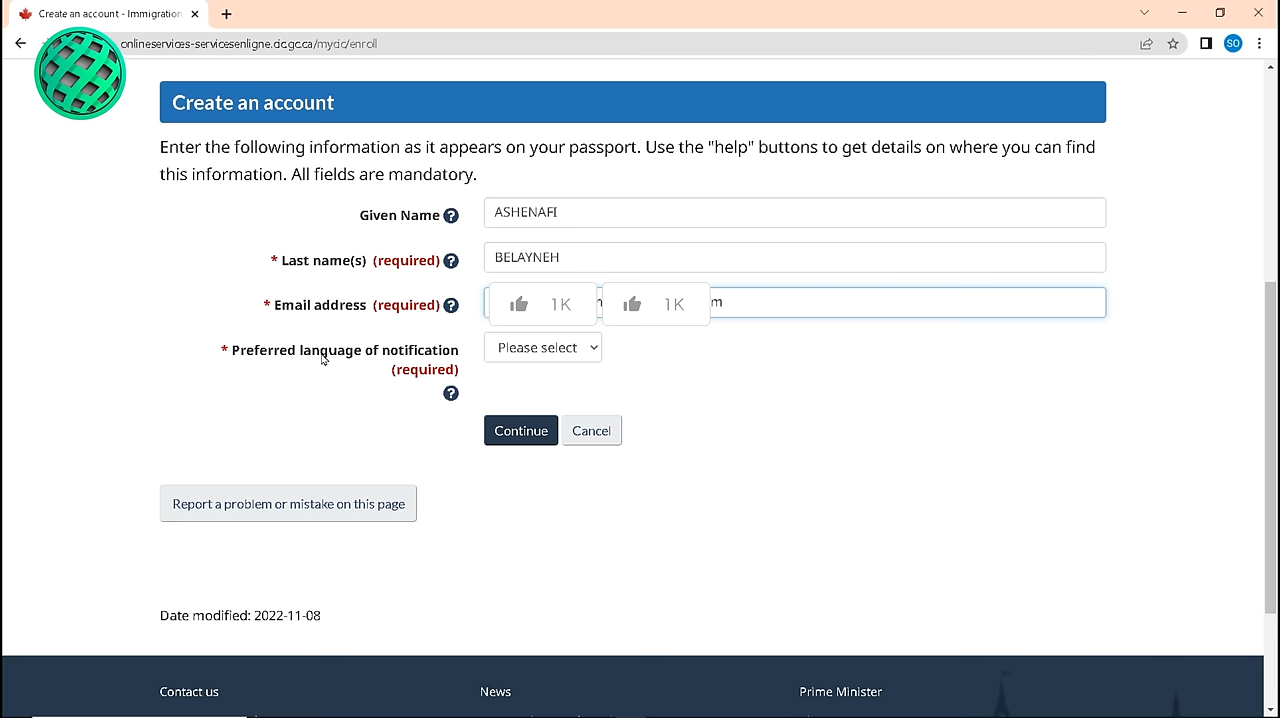 Create an account - Immigration
onlineservices-servicesenligne.cic.gc.ca/mycic/enroll
SO
Create an account
Enter the following information as it appears on your passport. Use the "help" buttons to get details on where you can find
this information. All fields are mandatory.
Given Name ?
ASHENAFI
* Last name(s) (required) ?
BELAYNEH
* Email address (required) ?
1K 1K
m
* Preferred language of notification
(required)
?
Please select
Continue Cancel
Report a problem or mistake on this page
Date modified: 2022-11-08
Contact us News Prime Minister